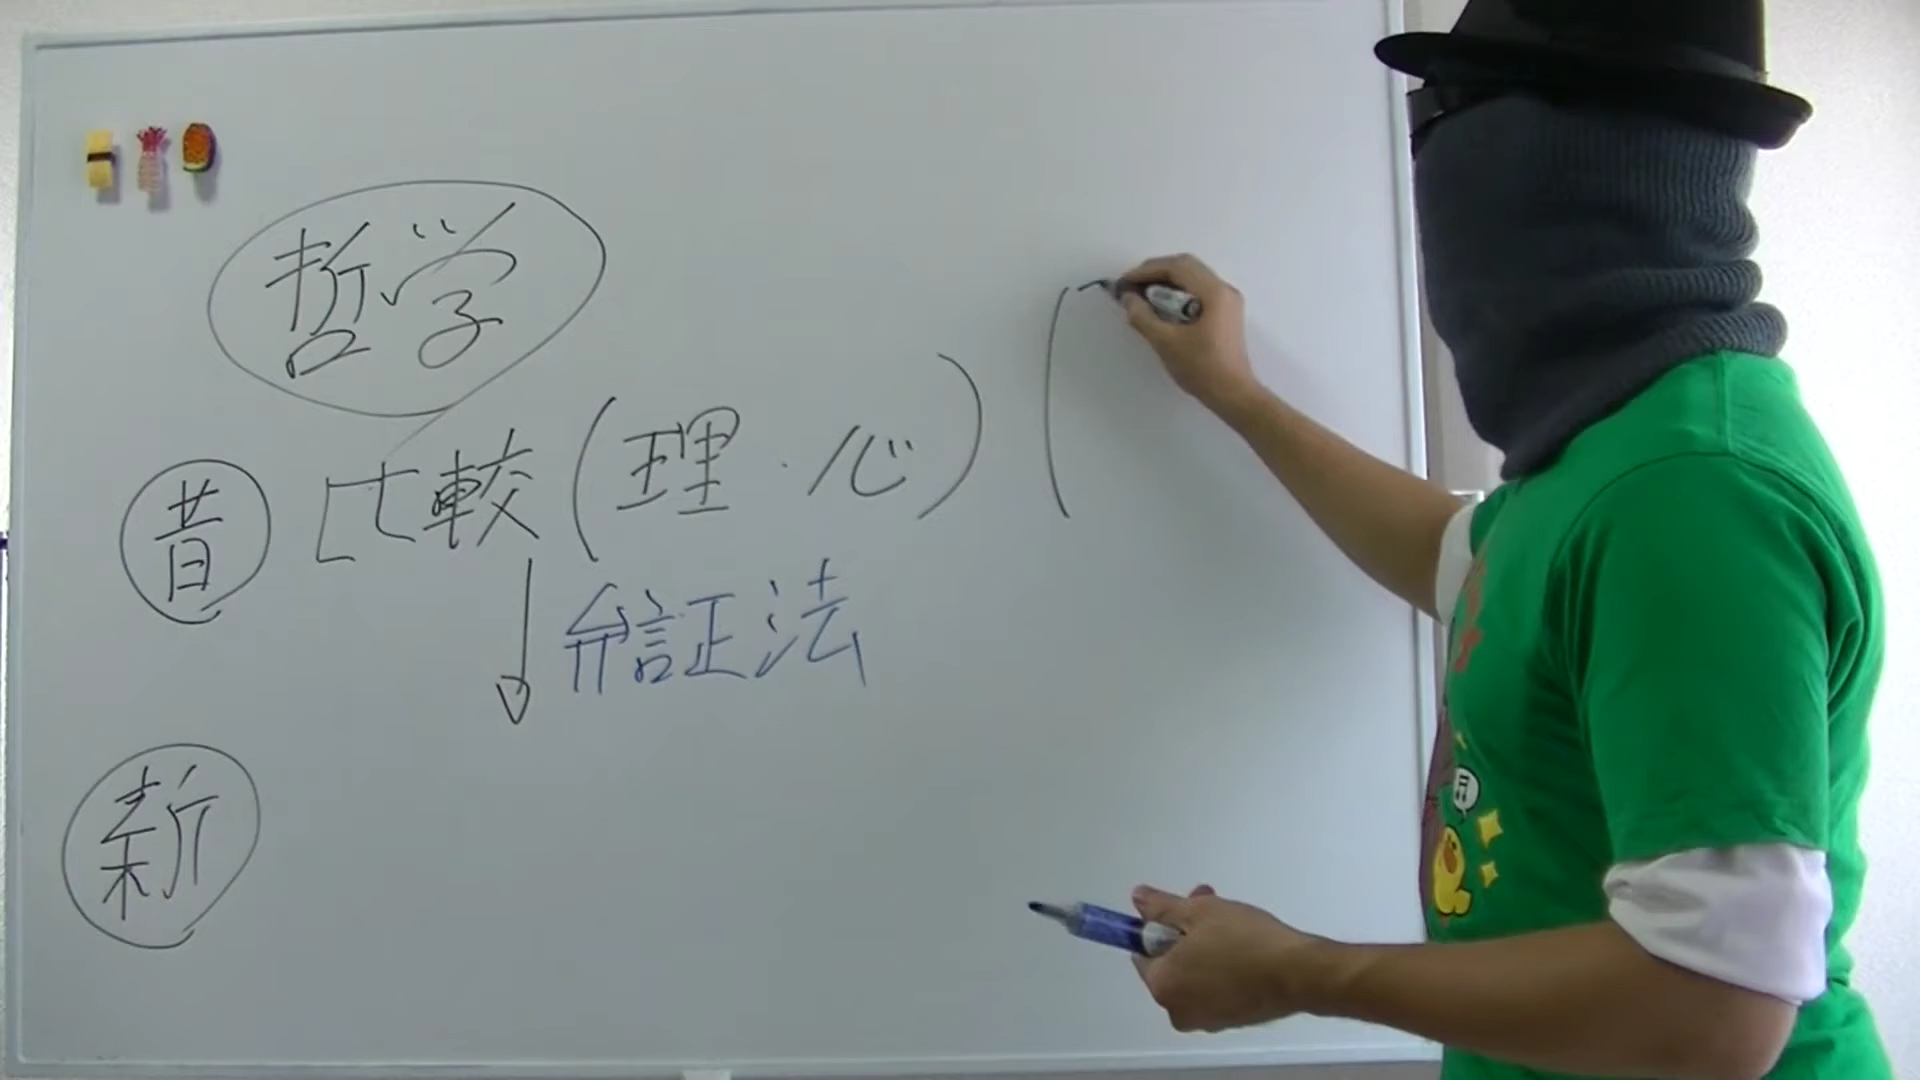 哲学
昔 比較(理・心) (
弁証法
新